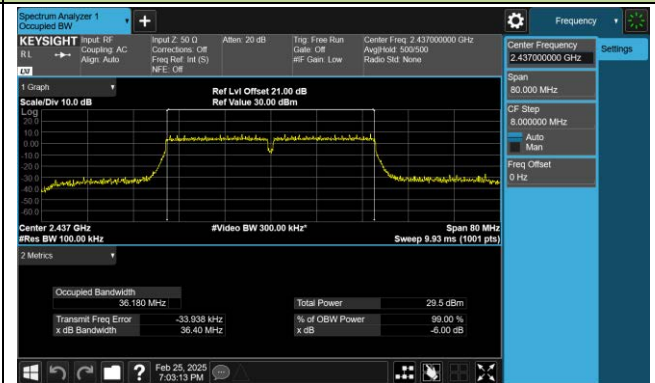 Spectrum Analyzer 1
Occupied BW
Frequency
KEYSIGHT
RL
Input: RF
Coupling: AC
Align: Auto
Input Z: 50 Ω
Corrections: Off
Freq Ref: Int (S)
NFE: Off
Atten: 20 dB
Trig: Free Run
Gate: Off
#IF Gain: Low
Center Freq: 2.437000000 GHz
Avg|Hold: 500/500
Radio Std: None
Center Frequency
2.437000000 GHz
Settings
Span
80.000 MHz
CF Step
8.000000 MHz
Auto
Man
Freq Offset
0 Hz
1 Graph
Scale/Div 10.0 dB
Ref Lvl Offset 21.00 dB
Ref Value 30.00 dBm
Log
20.0
10.0
0.00
-10.0
-20.0
-30.0
-40.0
-50.0
-60.0
Center 2.437 GHz
#Video BW 300.00 kHz*
Span 80 MHz
#Res BW 100.00 kHz
Sweep 9.93 ms (1001 pts)
2 Metrics
Occupied Bandwidth
36.180 MHz
Total Power
29.5 dBm
Transmit Freq Error
-33.938 kHz
% of OBW Power
99.00 %
x dB Bandwidth
36.40 MHz
x dB
-6.00 dB
?
Feb 25, 2025
7:03:13 PM